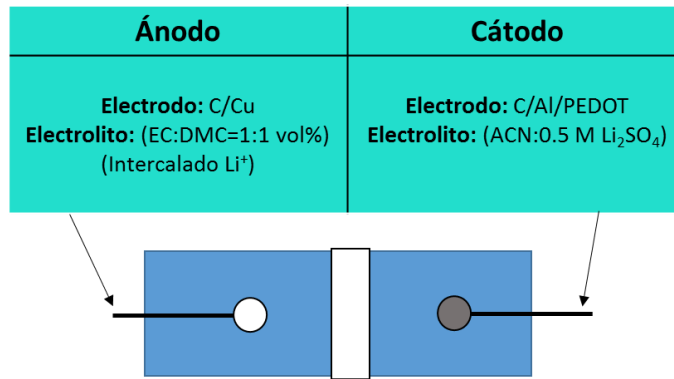 Ánodo
Cátodo
Electrodo: C/Cu
Electrolito: (EC:DMC=1:1 vol%)
(Intercalado Li⁺)
Electrodo: C/Al/PEDOT
Electrolito: (ACN:0.5 M Li₂SO₄)